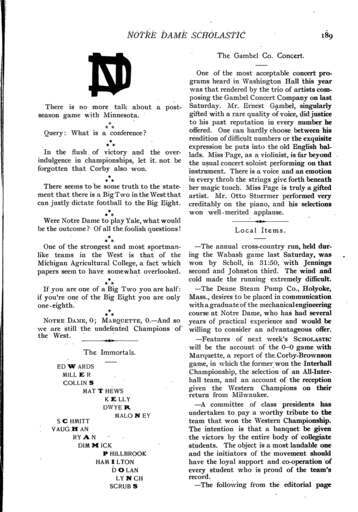 NOTRE DAME SCHOLASTIC 189
ND
There is no more talk about a post-
season game with Minnesota.
***
Query: What is a conference?
***
In the flush of victory and the over-
indulgence in championships, let it not be
forgotten that Corby also won.
***
There seems to be some truth to the state-
ment that there is a Big Two in the West that
can justly dictate football to the Big Eight.
***
Were Notre Dame to play Yale, what would
be the outcome? Of all the foolish questions!
***
One of the strongest and most sportsman-
like teams in the West is that of the
Michigan Agricultural College, a fact which
papers seem to have somewhat overlooked.
***
If you are one of a Big Two you are half:
if you're one of the Big Eight you are only
one-eighth.
***
NOTRE DAME, 0; MARQUETTE, 0.—And so
we are still the undefeated Champions of
the West.
The Immortals.
ED W ARDS
MILL E R
COLLIN S
MAT T HEWS
K E LLY
DWYE R
MALO N EY
S C HMITT
VAUG H AN
RY A N
DIM M ICK
P HILLBROOK
HAM I LTON
D O LAN
LY N CH
SCRUB S
The Gambel Co. Concert.
One of the most acceptable concert pro-
grams heard in Washington Hall this year
was that rendered by the trio of artists com-
posing the Gambel Concert Company on last
Saturday. Mr. Ernest Gambel, singularly
gifted with a rare quality of voice, did justice
to his past reputation in every number he
offered. One can hardly choose between his
rendition of difficult numbers or the exquisite
expression he puts into the old English bal-
lads. Miss Page, as a violinist, is far beyond
the usual concert soloist performing on that
instrument. There is a voice and an emotion
in every throb the strings give forth beneath
her magic touch. Miss Page is truly a gifted
artist. Mr. Otto Stuermer performed very
creditably on the piano, and his selections
won well-merited applause.
Local Items.
—The annual cross-country run, held dur-
ing the Wabash game last Saturday, was
won by Scholl, in 31:50, with Jennings
second and Johnston third. The wind and
cold made the running extremely difficult.
—The Deane Steam Pump Co., Holyoke,
Mass., desires to be placed in communication
with a graduate of the mechanical engineering
course at Notre Dame, who has had several
years of practical experience and would be
willing to consider an advantageous offer.
—Features of next week's SCHOLASTIC
will be the account of the 0–0 game with
Marquette, a report of the Corby-Brownson
game, in which the former won the Interhall
Championship, the selection of an All-Inter-
hall team, and an account of the reception
given the Western Champions on their
return from Milwaukee.
—A committee of class presidents has
undertaken to pay a worthy tribute to the
team that won the Western Championship.
The intention is that a banquet be given
the victors by the entire body of collegiate
students. The object is a most laudable one
and the initiators of the movement should
have the loyal support and co-operation of
every student who is proud of the team's
record.
—The following from the editorial page